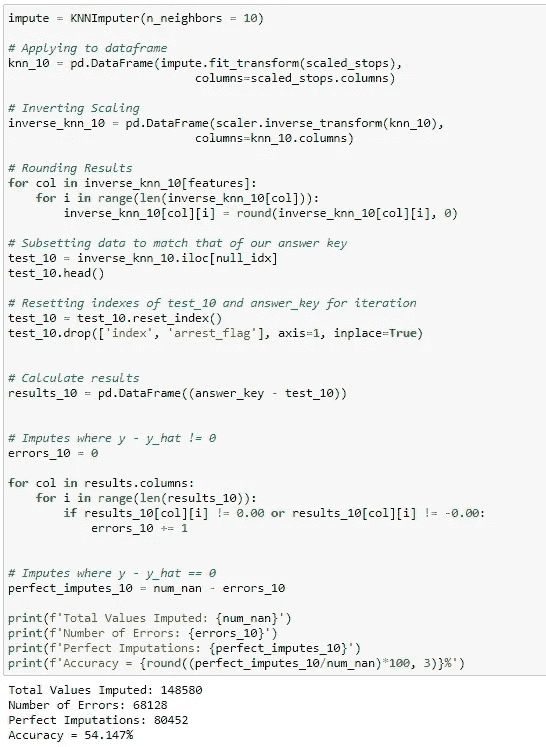 impute = KNNImputer(n_neighbors = 10)
# Applying to dataframe
knn_10 = pd.DataFrame(impute.fit_transform(scaled_stops),
columns=scaled_stops.columns)
# Inverting Scaling
inverse_knn_10 = pd.DataFrame(scaler.inverse_transform(knn_10),
columns=knn_10.columns)
# Rounding Results
for col in inverse_knn_10[features]:
for i in range(len(inverse_knn_10[col])):
inverse_knn_10[col][i] = round(inverse_knn_10[col][i], 0)
# Subsetting data to match that of our answer key
test_10 = inverse_knn_10.iloc[null_idx]
test_10.head()
# Resetting indexes of test_10 and answer_key for iteration
test_10 = test_10.reset_index()
test_10.drop(['index', 'arrest_flag'], axis=1, inplace=True)
# Calculate results
results_10 = pd.DataFrame((answer_key - test_10))
# Imputes where y - y_hat != 0
errors_10 = 0
for col in results.columns:
for i in range(len(results_10)):
if results_10[col][i] != 0.00 or results_10[col][i] != -0.00:
errors_10 += 1
# Imputes where y - y_hat == 0
perfect_imputes_10 = num_nan - errors_10
print(f'Total Values Imputed: {num_nan}')
print(f'Number of Errors: {errors_10}')
print(f'Perfect Imputations: {perfect_imputes_10}')
print(f'Accuracy = {round((perfect_imputes_10/num_nan)*100, 3)}%')
Total Values Imputed: 148580
Number of Errors: 68128
Perfect Imputations: 80452
Accuracy = 54.147%